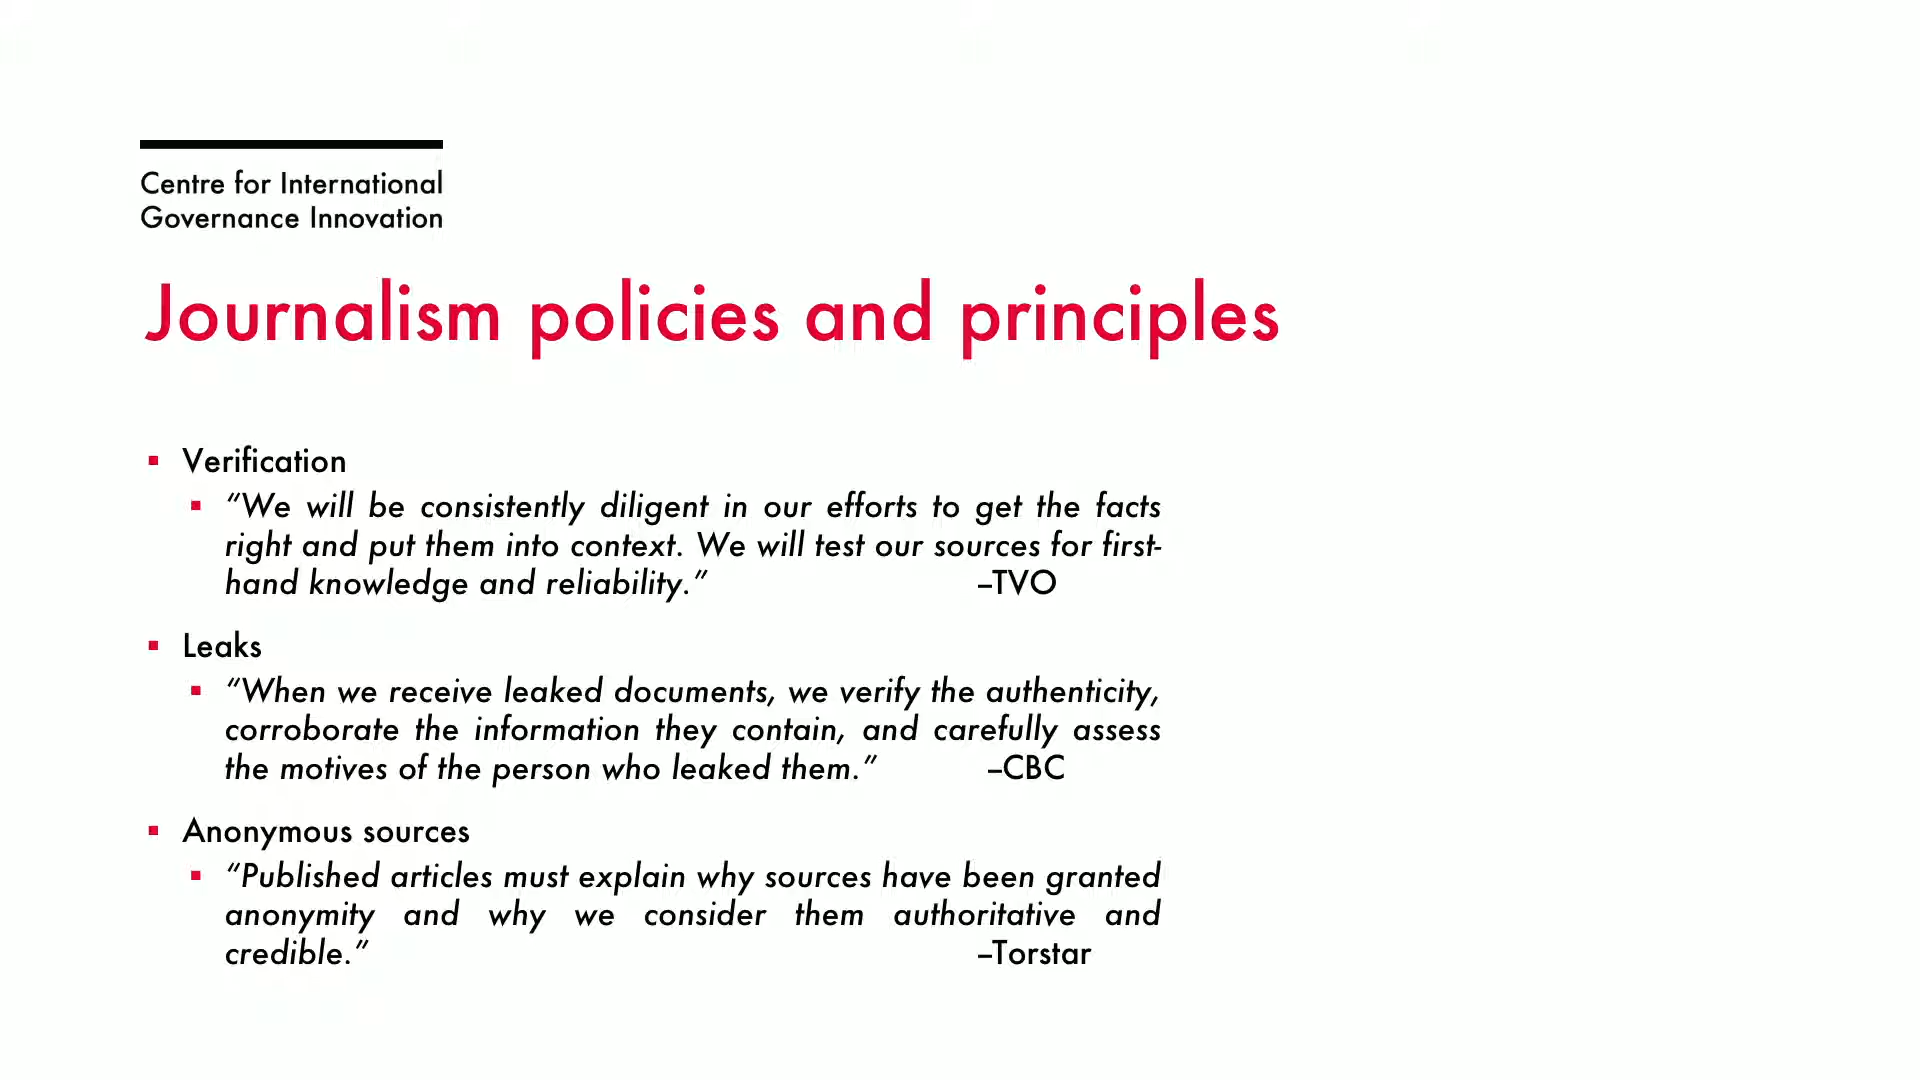 Centre for International
Governance Innovation
Journalism policies and principles
▪ Verification
▪ “We will be consistently diligent in our efforts to get the facts
right and put them into context. We will test our sources for first-
hand knowledge and reliability.” –TVO
▪ Leaks
▪ “When we receive leaked documents, we verify the authenticity,
corroborate the information they contain, and carefully assess
the motives of the person who leaked them.” –CBC
▪ Anonymous sources
▪ “Published articles must explain why sources have been granted
anonymity and why we consider them authoritative and
credible.” –Torstar